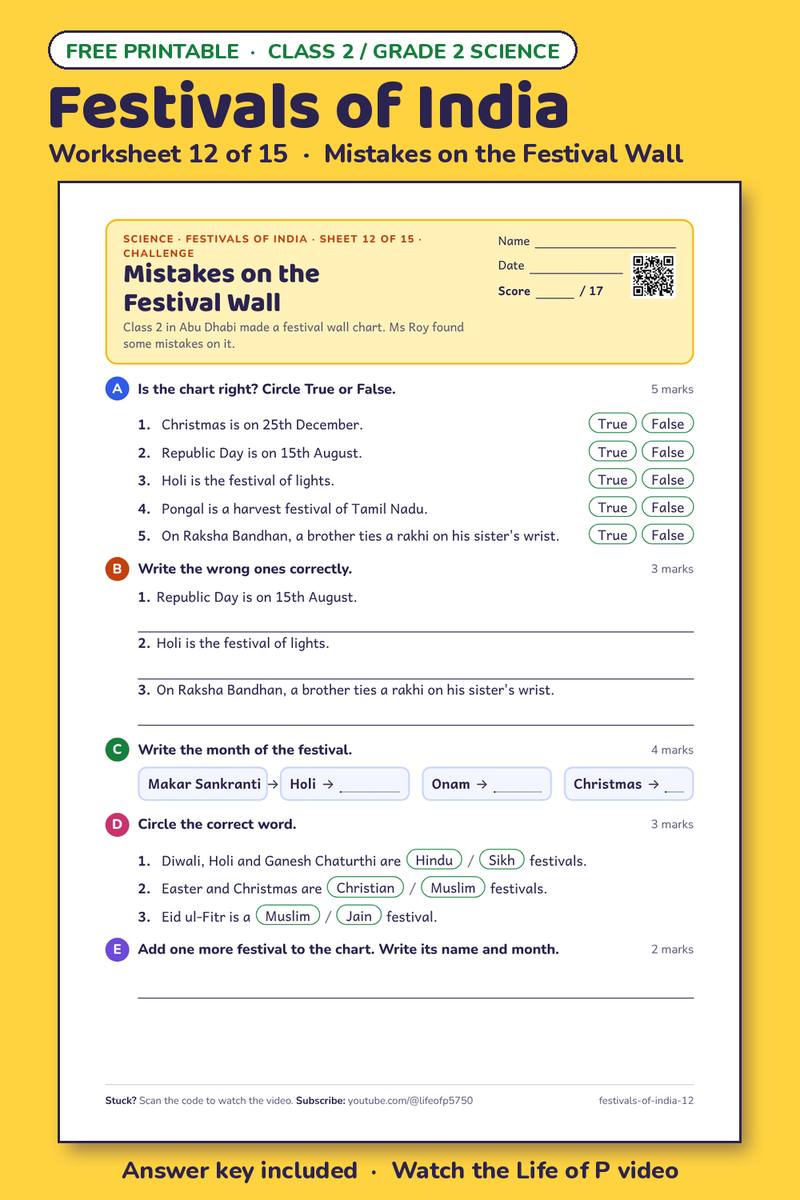 FREE PRINTABLE · CLASS 2 / GRADE 2 SCIENCE
Festivals of India
Worksheet 12 of 15 · Mistakes on the Festival Wall
SCIENCE · FESTIVALS OF INDIA · SHEET 12 OF 15 ·
CHALLENGE
Mistakes on the
Festival Wall
Class 2 in Abu Dhabi made a festival wall chart. Ms Roy found
some mistakes on it.
Name
Date
Score / 17
A Is the chart right? Circle True or False. 5 marks
1. Christmas is on 25th December. True False
2. Republic Day is on 15th August. True False
3. Holi is the festival of lights. True False
4. Pongal is a harvest festival of Tamil Nadu. True False
5. On Raksha Bandhan, a brother ties a rakhi on his sister's wrist. True False
B Write the wrong ones correctly. 3 marks
1. Republic Day is on 15th August.
2. Holi is the festival of lights.
3. On Raksha Bandhan, a brother ties a rakhi on his sister's wrist.
C Write the month of the festival. 4 marks
Makar Sankranti → Holi → Onam → Christmas →
D Circle the correct word. 3 marks
1. Diwali, Holi and Ganesh Chaturthi are Hindu / Sikh festivals.
2. Easter and Christmas are Christian / Muslim festivals.
3. Eid ul-Fitr is a Muslim / Jain festival.
E Add one more festival to the chart. Write its name and month. 2 marks
Stuck? Scan the code to watch the video. Subscribe: youtube.com/@lifeofp5750 festivals-of-india-12
Answer key included · Watch the Life of P video